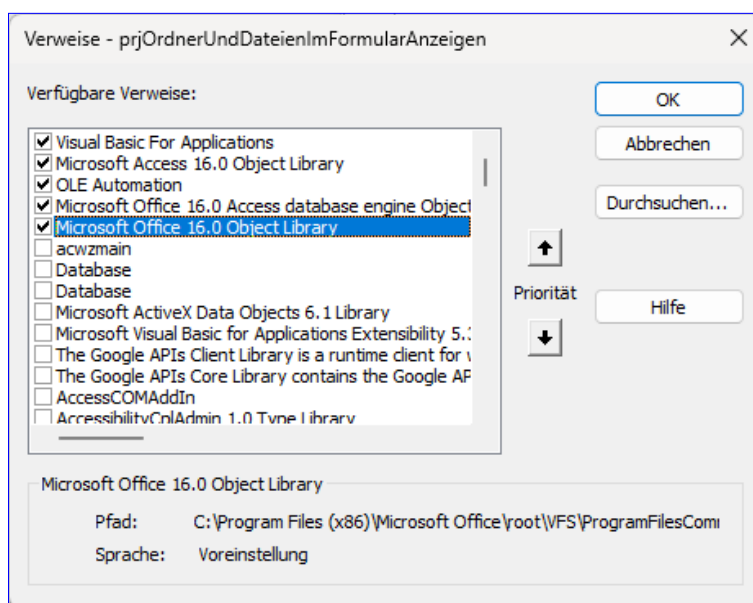 Verweise - prjOrdnerUndDateienImFormularAnzeigen
Verfügbare Verweise:
Visual Basic For Applications
Microsoft Access 16.0 Object Library
OLE Automation
Microsoft Office 16.0 Access database engine Object
Microsoft Office 16.0 Object Library
acwzmain
Database
Database
Microsoft ActiveX Data Objects 6.1 Library
Microsoft Visual Basic for Applications Extensibility 5.
The Google APIs Client Library is a runtime client for
The Google APIs Core Library contains the Google AP
AccessCOMAddIn
AccessibilityCplAdmin 1.0 Type Library
OK
Abbrechen
Durchsuchen...
Priorität
Hilfe
Microsoft Office 16.0 Object Library
Pfad: C:\Program Files (x86)\Microsoft Office\root\VFS\ProgramFilesCom
Sprache: Voreinstellung